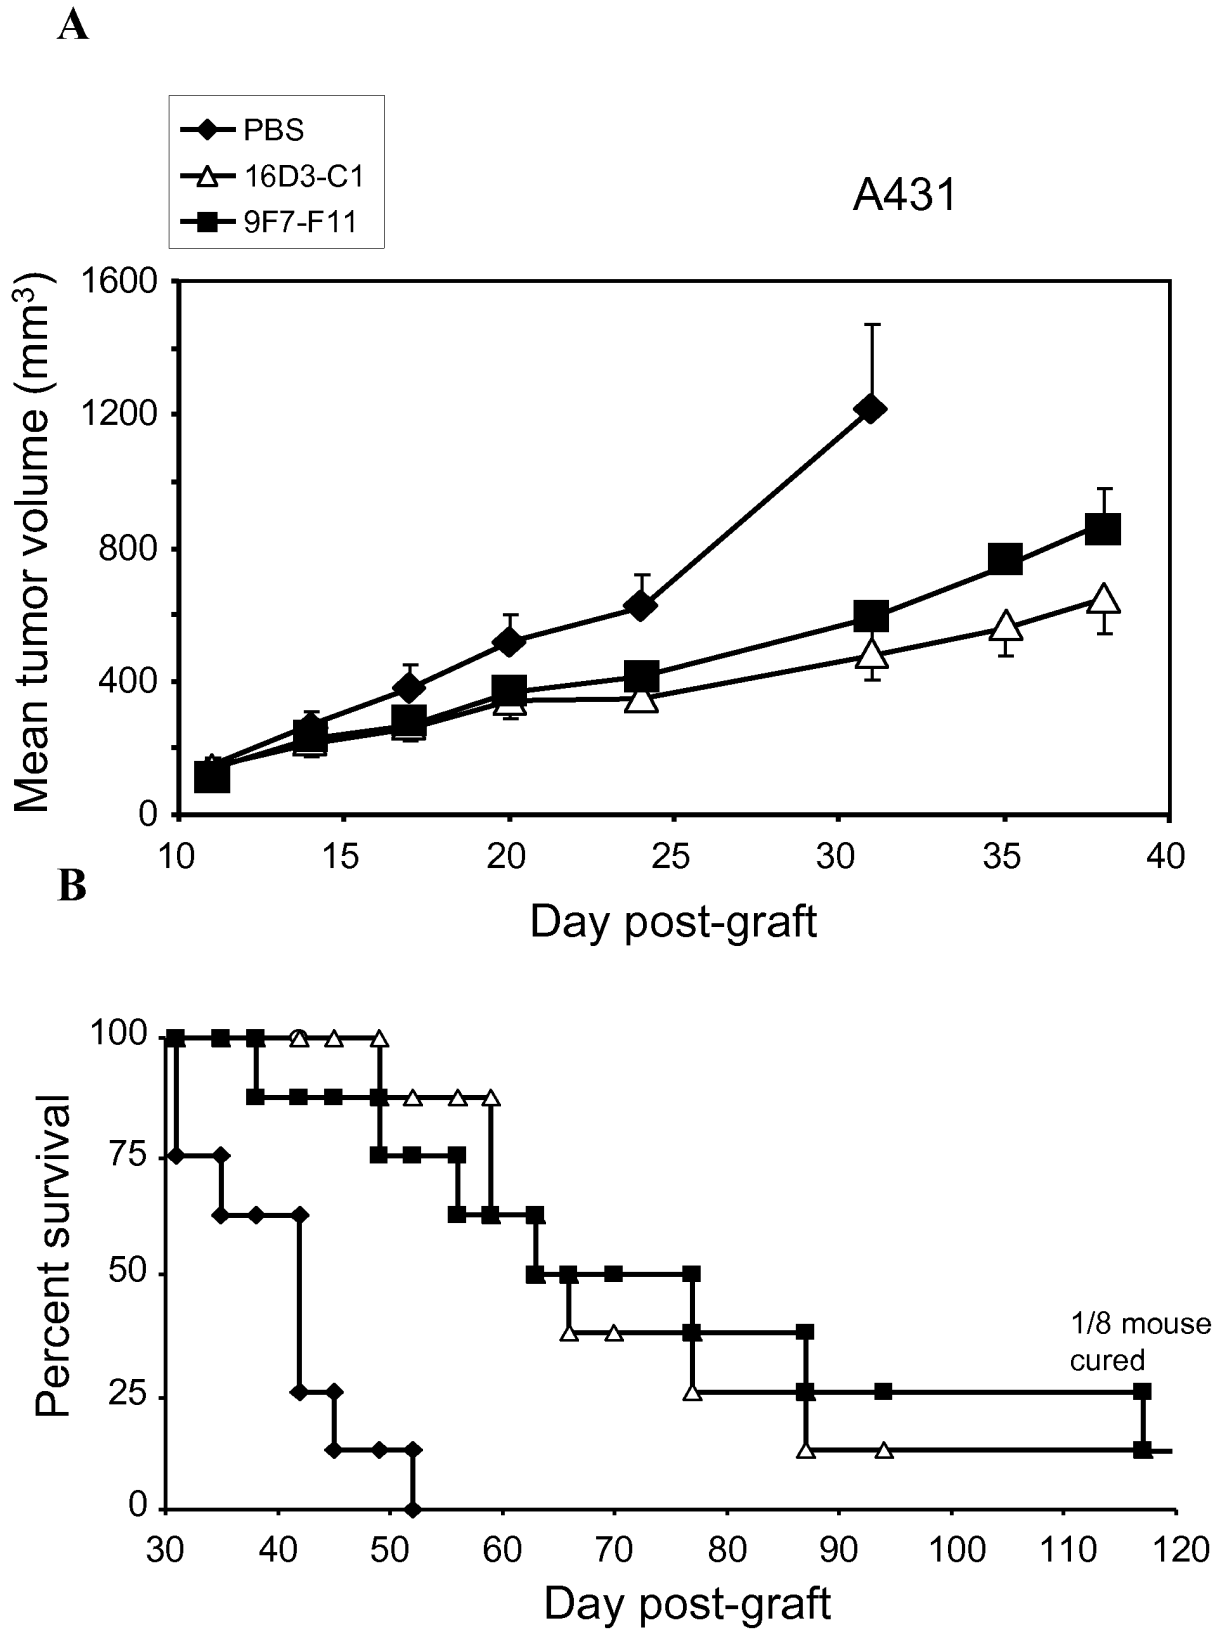 A
PBS
16D3-C1
9F7-F11
A431
Mean tumor volume (mm³)
1600
1200
800
400
0
10 15 20 25 30 35 40
Day post-graft
B
Percent survival
100
75
50
25
0
1/8 mouse
cured
30 40 50 60 70 80 90 100 110 120
Day post-graft